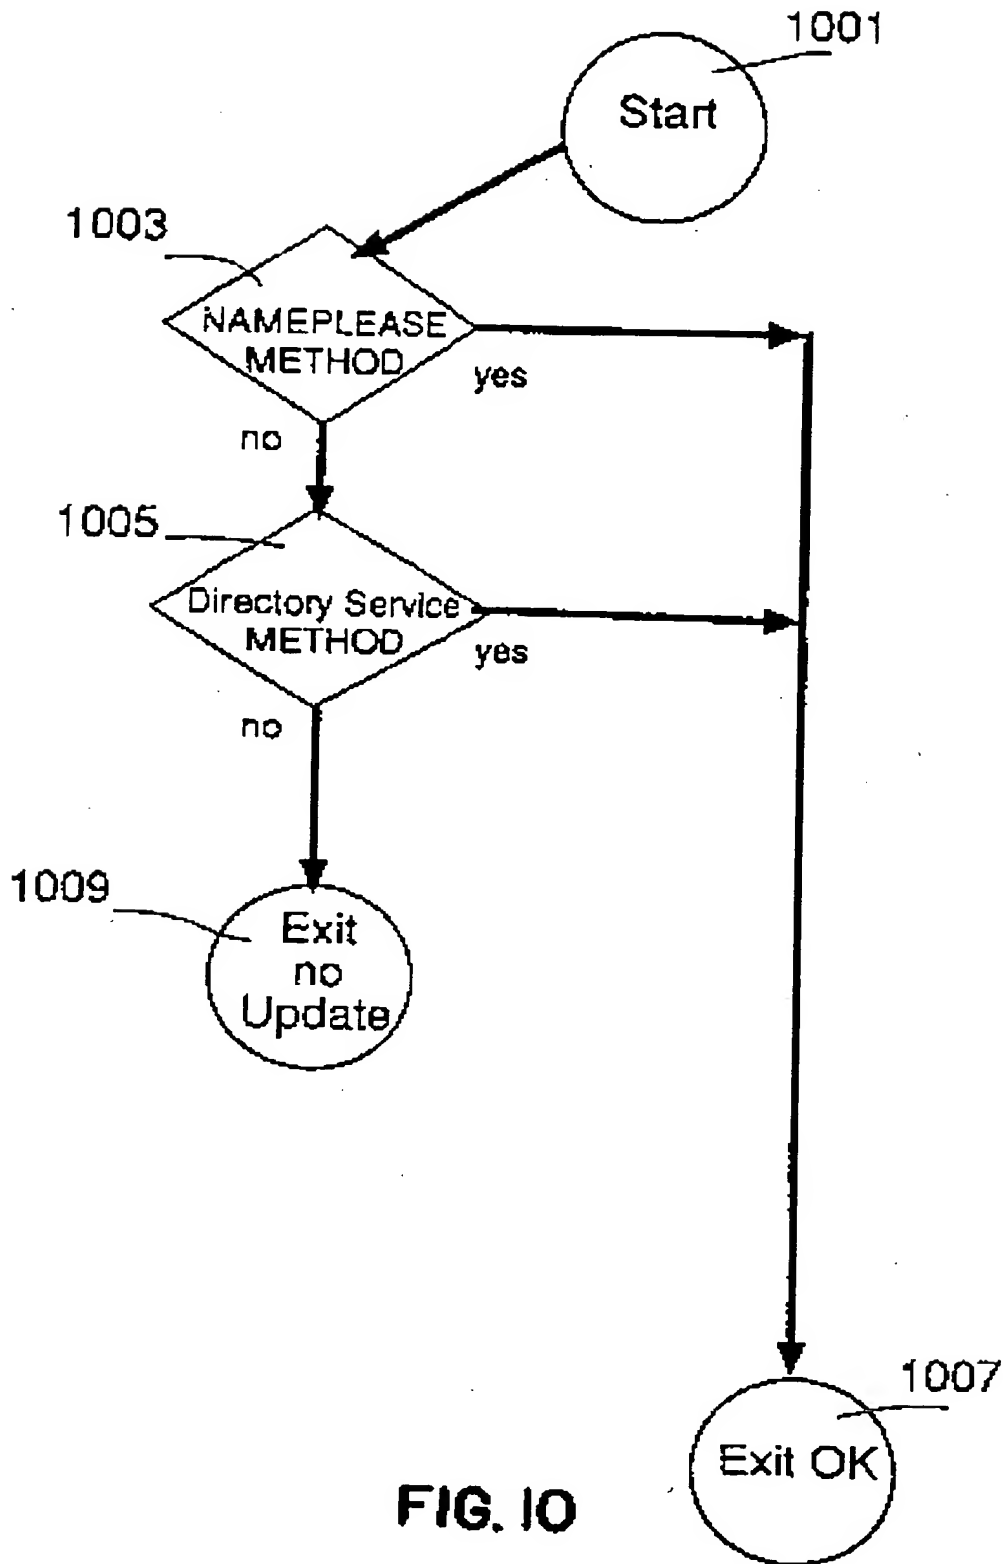 1001
Start
1003
NAMEPLEASE
METHOD
yes
no
1005
Directory Service
METHOD
yes
no
1009
Exit
no
Update
1007
Exit OK
FIG. 10